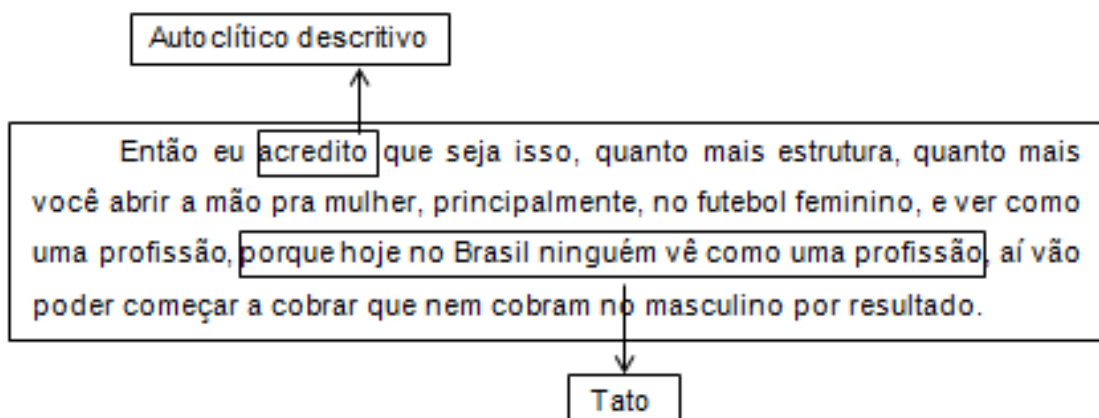 Autoclítico descritivo
Então eu acredito que seja isso, quanto mais estrutura, quanto mais
você abrir a mão pra mulher, principalmente, no futebol feminino, e ver como
uma profissão, porque hoje no Brasil ninguém vê como uma profissão, aí vão
poder começar a cobrar que nem cobram no masculino por resultado.
Tato